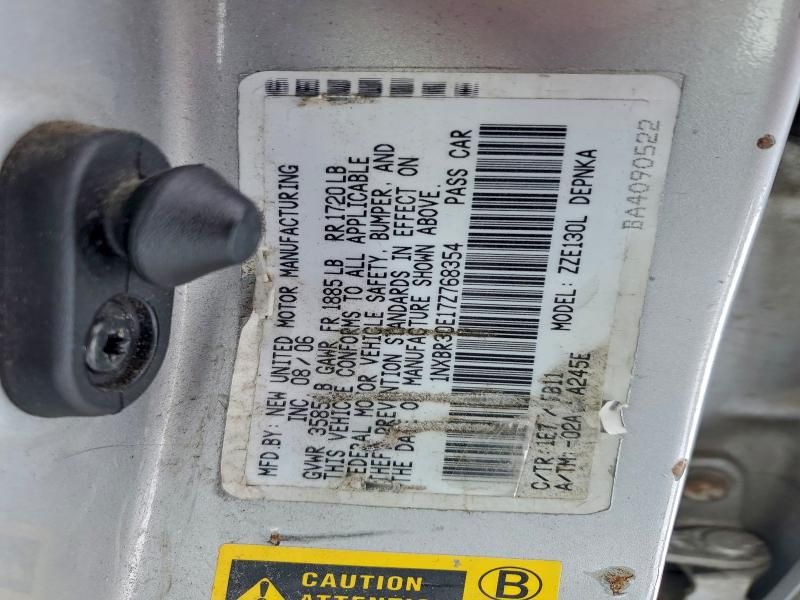 MFD BY: NEW UNITED MOTOR MANUFACTURING
INC. 08/06
GVWR 3585LB GAWR FR 1885LB RR1720LB
THIS VEHICLE CONFORMS TO ALL APPLICABLE
FEDERAL MOTOR VEHICLE SAFETY, BUMPER, AND
THEFT PREVENTION STANDARDS IN EFFECT ON
THE DATE OF MANUFACTURE SHOWN ABOVE.
1NXBR30E17Z768354 PASS CAR
C/TR: 1E7/FB11 MODEL: ZZE130L DEPNKA
A/TM: -02A/A245E
BA4090522
CAUTION B
ATTENTION